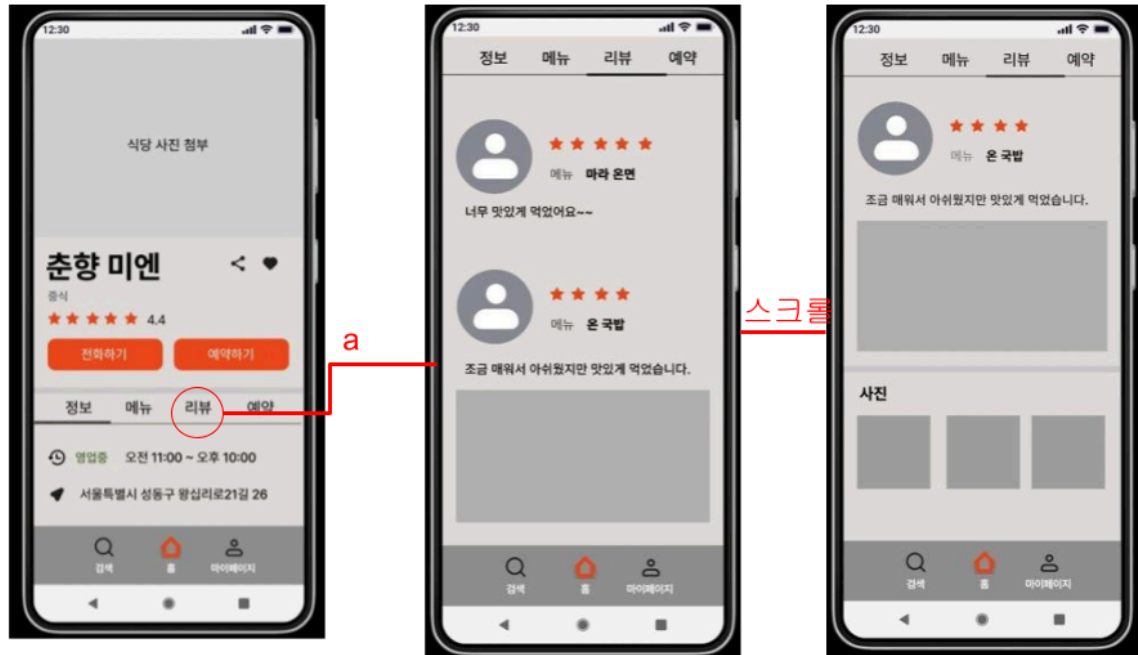 12:30
식당 사진 첨부
춘향 미엔
중식
4.4
전화하기 예약하기
정보 메뉴 리뷰 예약
영업중 오전 11:00 ~ 오후 10:00
서울특별시 성동구 왕십리로21길 26
검색 홈 마이페이지
a
12:30
정보 메뉴 리뷰 예약
메뉴 마라 온면
너무 맛있게 먹었어요~~
메뉴 온 국밥
조금 매워서 아쉬웠지만 맛있게 먹었습니다.
검색 홈 마이페이지
스크롤
12:30
정보 메뉴 리뷰 예약
메뉴 온 국밥
조금 매워서 아쉬웠지만 맛있게 먹었습니다.
사진
검색 홈 마이페이지